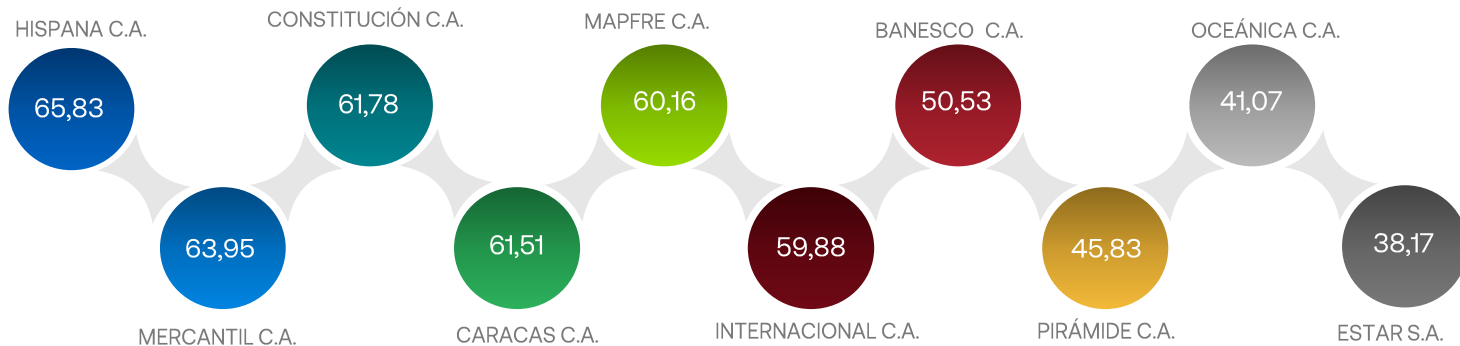 HISPANA C.A.
65,83
MERCANTIL C.A.
63,95
CONSTITUCIÓN C.A.
61,78
CARACAS C.A.
61,51
MAPFRE C.A.
60,16
INTERNACIONAL C.A.
59,88
BANESCO C.A.
50,53
PIRÁMIDE C.A.
45,83
OCEÁNICA C.A.
41,07
ESTAR S.A.
38,17